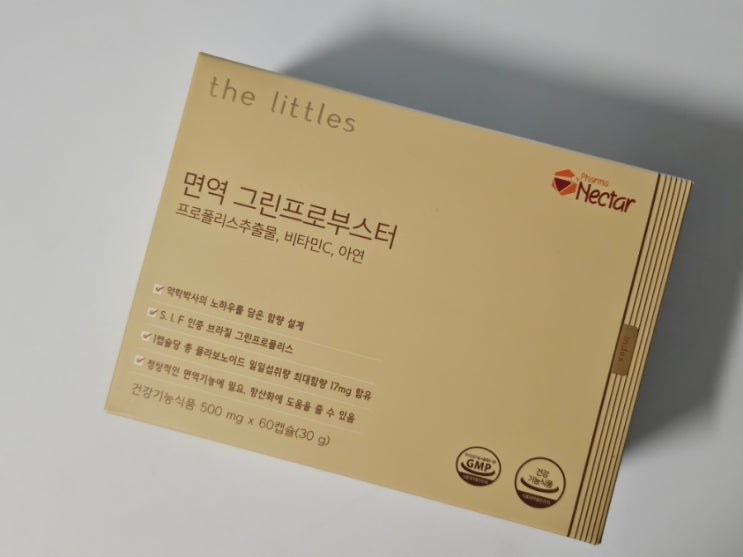 the littles
Pharma
Nectar
면역 그린프로부스터
프로폴리스추출물, 비타민C, 아연
약학박사의 노하우를 담은 함량 설계
S. I. F 인증 브라질 그린프로폴리스
1캡슐당 총 플라보노이드 일일섭취량 최대함량 17mg 함유
정상적인 면역기능에 필요, 항산화에 도움을 줄 수 있음
건강기능식품 500 mg x 60캡슐(30 g)
index
GMP
건강
기능식품